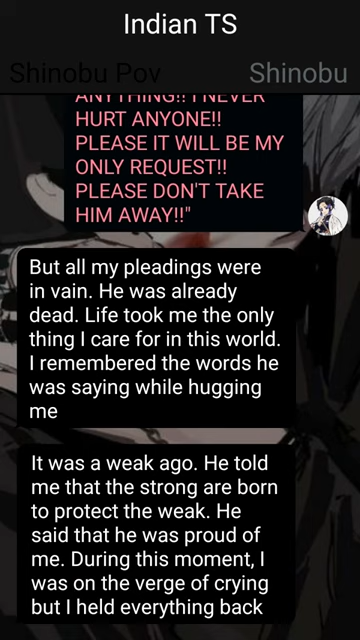 Indian TS
Shinobu Pov
Shinobu
ANYTHING!! I NEVER
HURT ANYONE!!
PLEASE IT WILL BE MY
ONLY REQUEST!!
PLEASE DON'T TAKE
HIM AWAY!!"
But all my pleadings were
in vain. He was already
dead. Life took me the only
thing I care for in this world.
I remembered the words he
was saying while hugging
me
It was a weak ago. He told
me that the strong are born
to protect the weak. He
said that he was proud of
me. During this moment, I
was on the verge of crying
but I held everything back